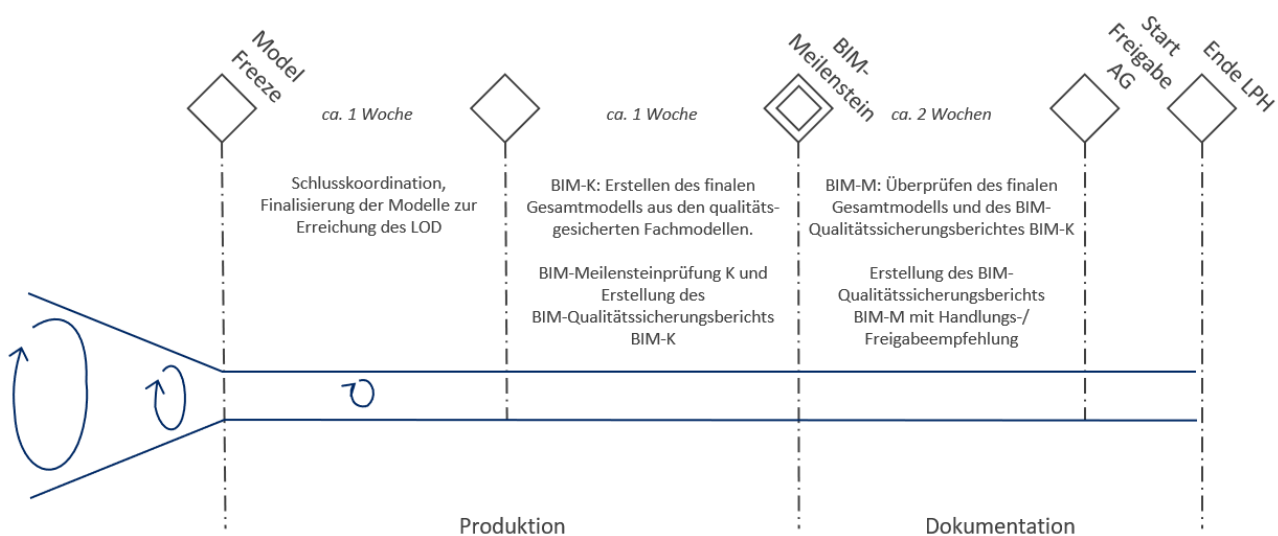 Model
Freeze
BIM-
Meilenstein
Start
Freigabe
AG
Ende LPH
ca. 1 Woche
ca. 1 Woche
ca. 2 Wochen
Schlusskoordination,
Finalisierung der Modelle zur
Erreichung des LOD
BIM-K: Erstellen des finalen
Gesamtmodells aus den qualitäts-
gesicherten Fachmodellen.
BIM-Meilensteinprüfung K und
Erstellung des
BIM-Qualitätssicherungsberichts
BIM-K
BIM-M: Überprüfen des finalen
Gesamtmodells und des BIM-
Qualitätssicherungsberichtes BIM-K
Erstellung des BIM-
Qualitätssicherungsberichts
BIM-M mit Handlungs-/
Freigabeempfehlung
Produktion
Dokumentation